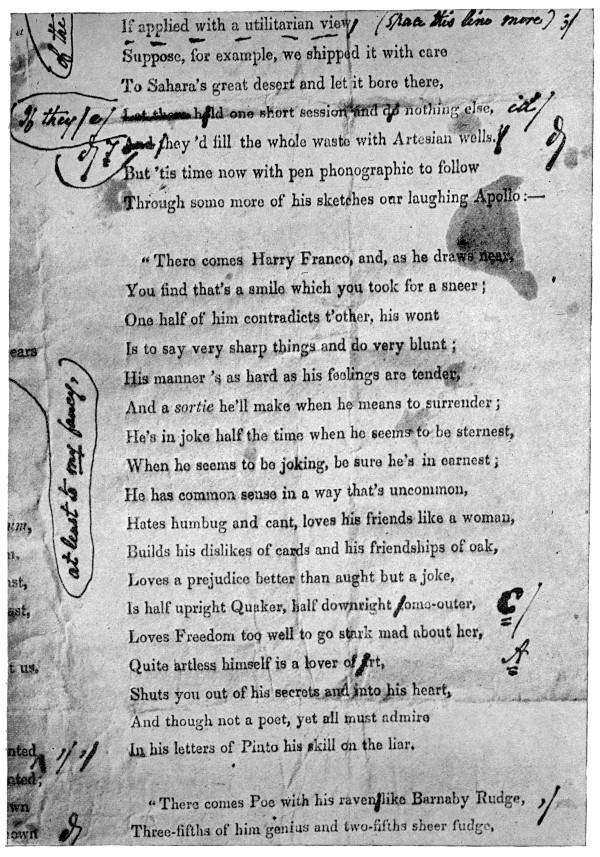 of the
If applied with a utilitarian view, (space this line more) ;/
Suppose, for example, we shipped it with care
To Sahara's great desert and let it bore there,
If they / e/ Let them hold one short session and do nothing else, id/
And they 'd fill the whole waste with Artesian wells.
But 'tis time now with pen phonographic to follow
Through some more of his sketches our laughing Apollo:—
"There comes Harry Franco, and, as he draws near,
You find that's a smile which you took for a sneer;
One half of him contradicts t'other, his wont
Is to say very sharp things and do very blunt;
ears
His manner 's as hard as his feelings are tender,
And a sortie he'll make when he means to surrender;
He's in joke half the time when he seems to be sternest,
When he seems to be joking, be sure he's in earnest;
at least to my fancy,
He has common sense in a way that's uncommon,
Hates humbug and cant, loves his friends like a woman,
Builds his dislikes of cards and his friendships of oak,
Loves a prejudice better than aught but a joke,
Is half upright Quaker, half downright come-outer, C/
Loves Freedom too well to go stark mad about her,
Quite artless himself is a lover of Art, A
t us.
Shuts you out of his secrets and into his heart,
And though not a poet, yet all must admire
In his letters of Pinto his skill on the liar.
nted, ,/ ,/
nted;
"There comes Poe with his raven like Barnaby Rudge, ,/
wn
Three-fifths of him genius and two-fifths sheer fudge,
nown